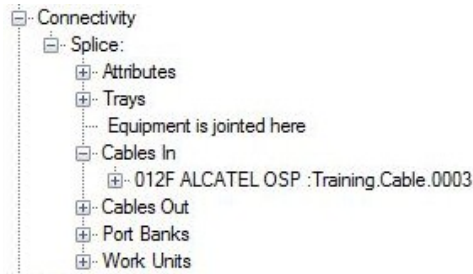 Connectivity
Splice:
Attributes
Trays
Equipment is jointed here
Cables In
012F ALCATEL OSP :Training.Cable.0003
Cables Out
Port Banks
Work Units